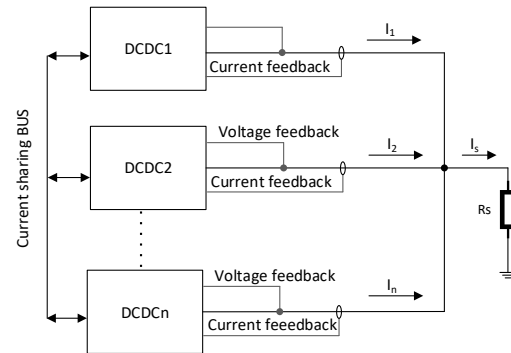 DCDC1
Current feedback
I1
Current sharing BUS
Voltage feedback
DCDC2
Current feedback
I2
Is
Rs
Voltage feedback
DCDCn
Current feeedback
In